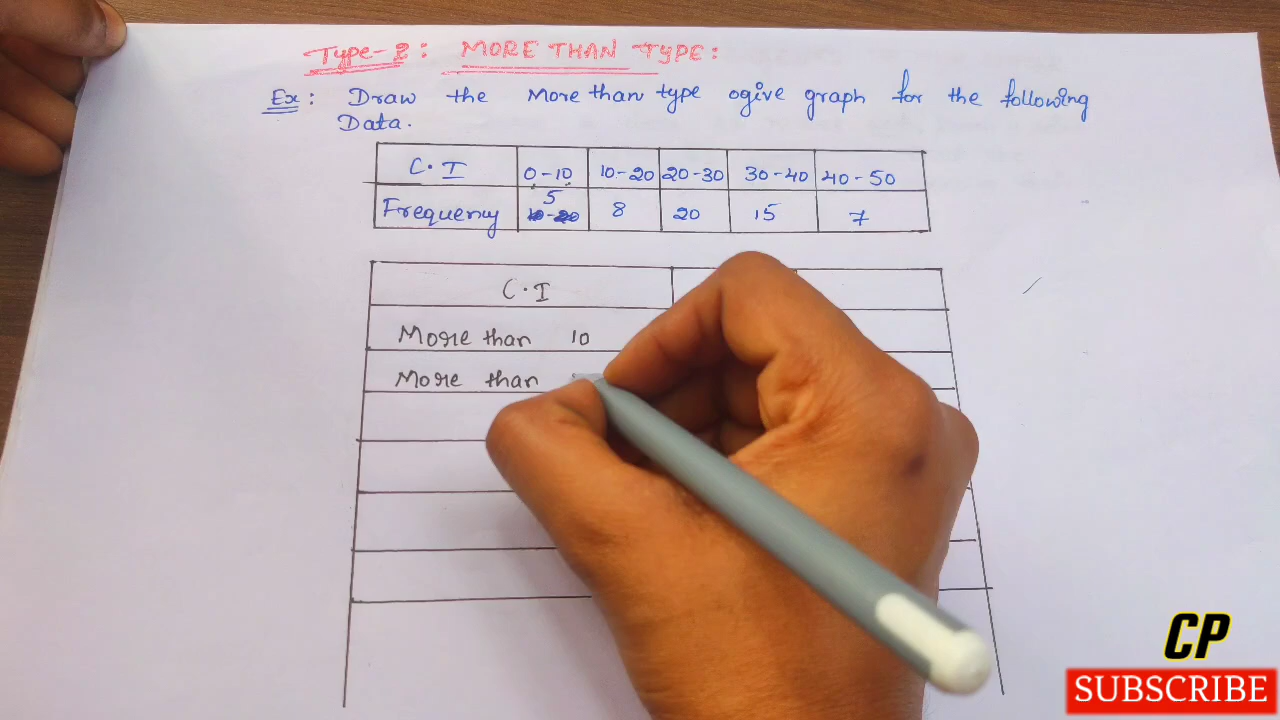 Type-2: MORE THAN TYPE:
Ex: Draw the More than type ogive graph for the following
Data.
C.I 0-10 10-20 20-30 30-40 40-50
Frequency 5 8 20 15 7
C.I
More than 10
More than
CP
SUBSCRIBE